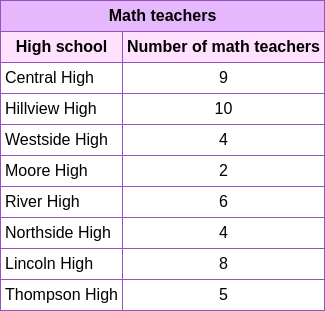 Math teachers
High school Number of math teachers
Central High 9
Hillview High 10
Westside High 4
Moore High 2
River High 6
Northside High 4
Lincoln High 8
Thompson High 5